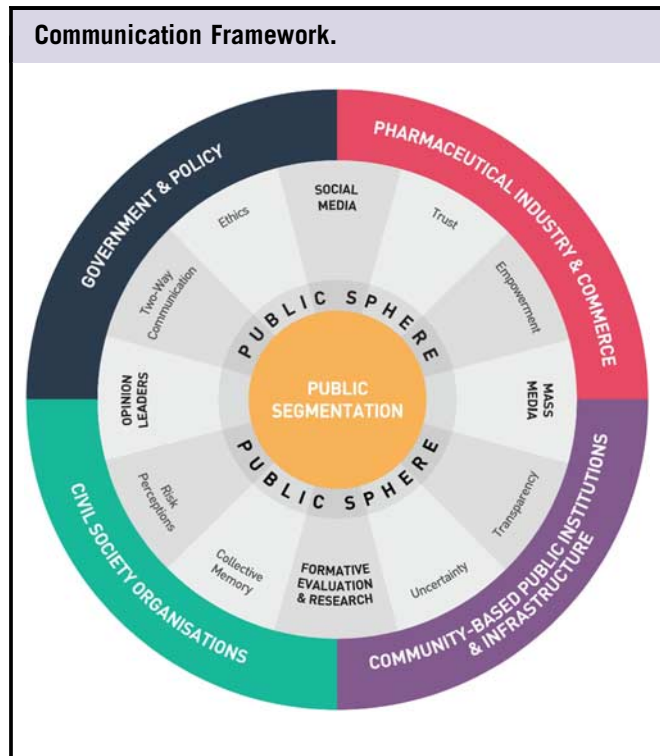 Communication Framework.
GOVERNMENT & POLICY
PHARMACEUTICAL INDUSTRY & COMMERCE
SOCIAL
MEDIA
Ethics
Trust
Two-Way
Communication
Empowerment
PUBLIC SPHERE
OPINION
LEADERS
PUBLIC
SEGMENTATION
MASS
MEDIA
PUBLIC SPHERE
Risk
Perceptions
Transparency
Collective
Memory
FORMATIVE
EVALUATION
& RESEARCH
Uncertainty
CIVIL SOCIETY ORGANISATIONS
COMMUNITY-BASED PUBLIC INSTITUTIONS
& INFRASTRUCTURE